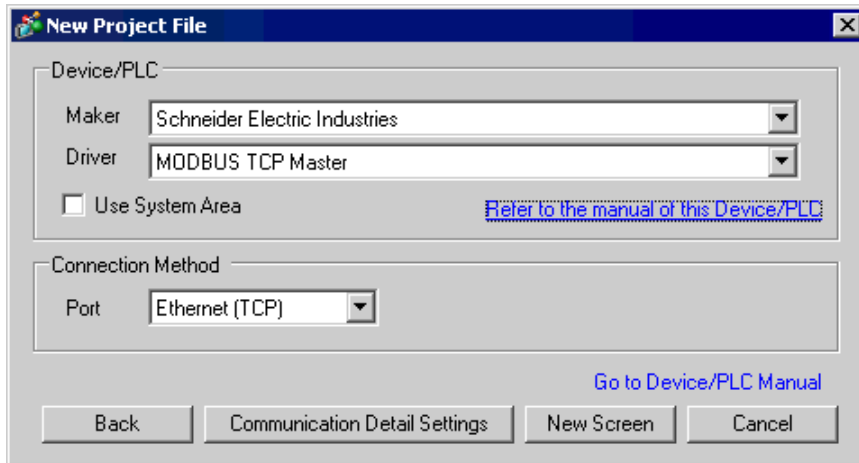 New Project File
Device/PLC
Maker Schneider Electric Industries
Driver MODBUS TCP Master
Use System Area Refer to the manual of this Device/PLC
Connection Method
Port Ethernet (TCP)
Go to Device/PLC Manual
Back Communication Detail Settings New Screen Cancel